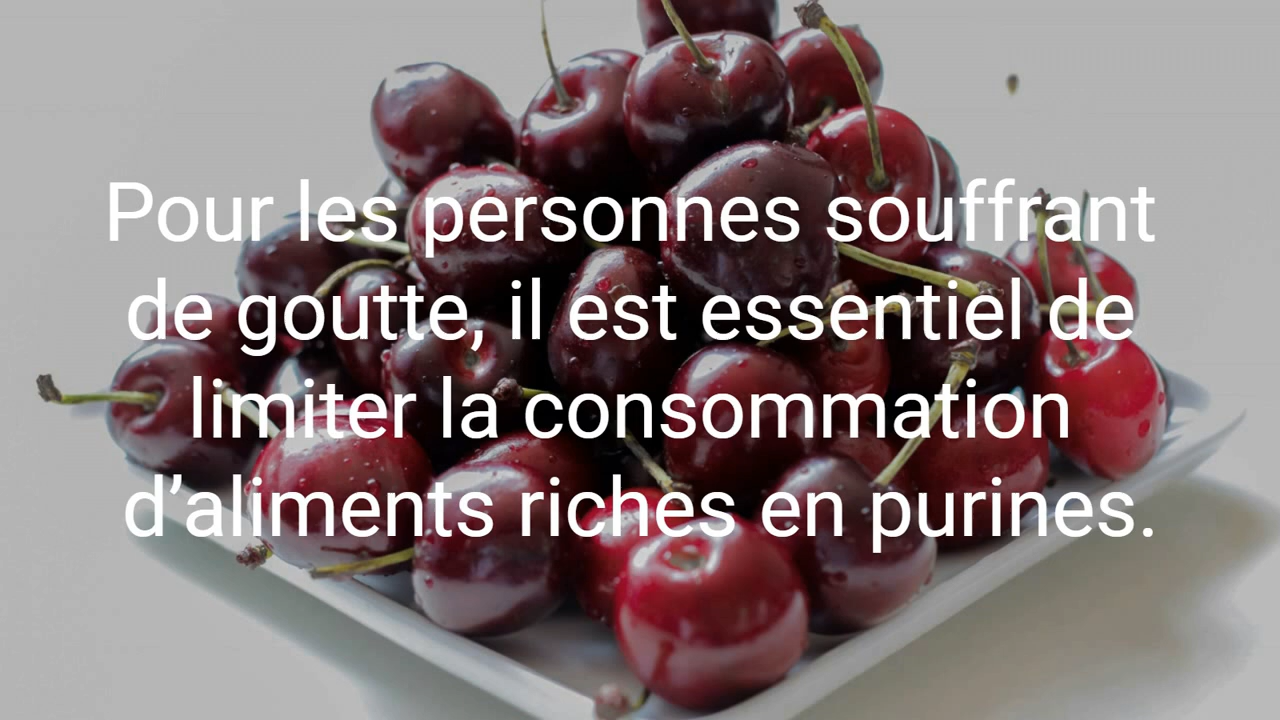 Pour les personnes souffrant
de goutte, il est essentiel de
limiter la consommation
d’aliments riches en purines.